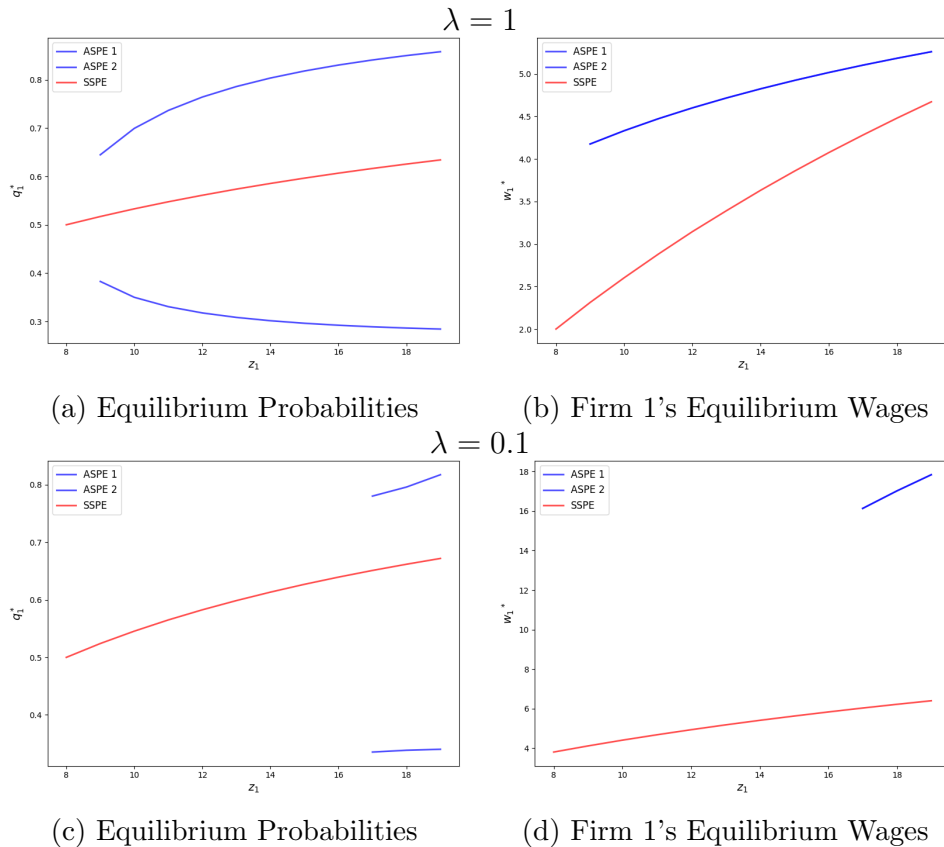 λ = 1
ASPE 1
ASPE 2
SSPE
0.8
0.7
0.6
0.5
0.4
0.3
q₁*
8 10 12 14 16 18
z₁
ASPE 1
ASPE 2
SSPE
5.0
4.5
4.0
3.5
3.0
2.5
2.0
w₁*
8 10 12 14 16 18
z₁
(a) Equilibrium Probabilities
(b) Firm 1's Equilibrium Wages
λ = 0.1
ASPE 1
ASPE 2
SSPE
0.8
0.7
0.6
0.5
0.4
q₁*
8 10 12 14 16 18
z₁
ASPE 1
ASPE 2
SSPE
18
16
14
12
10
8
6
4
w₁*
8 10 12 14 16 18
z₁
(c) Equilibrium Probabilities
(d) Firm 1's Equilibrium Wages